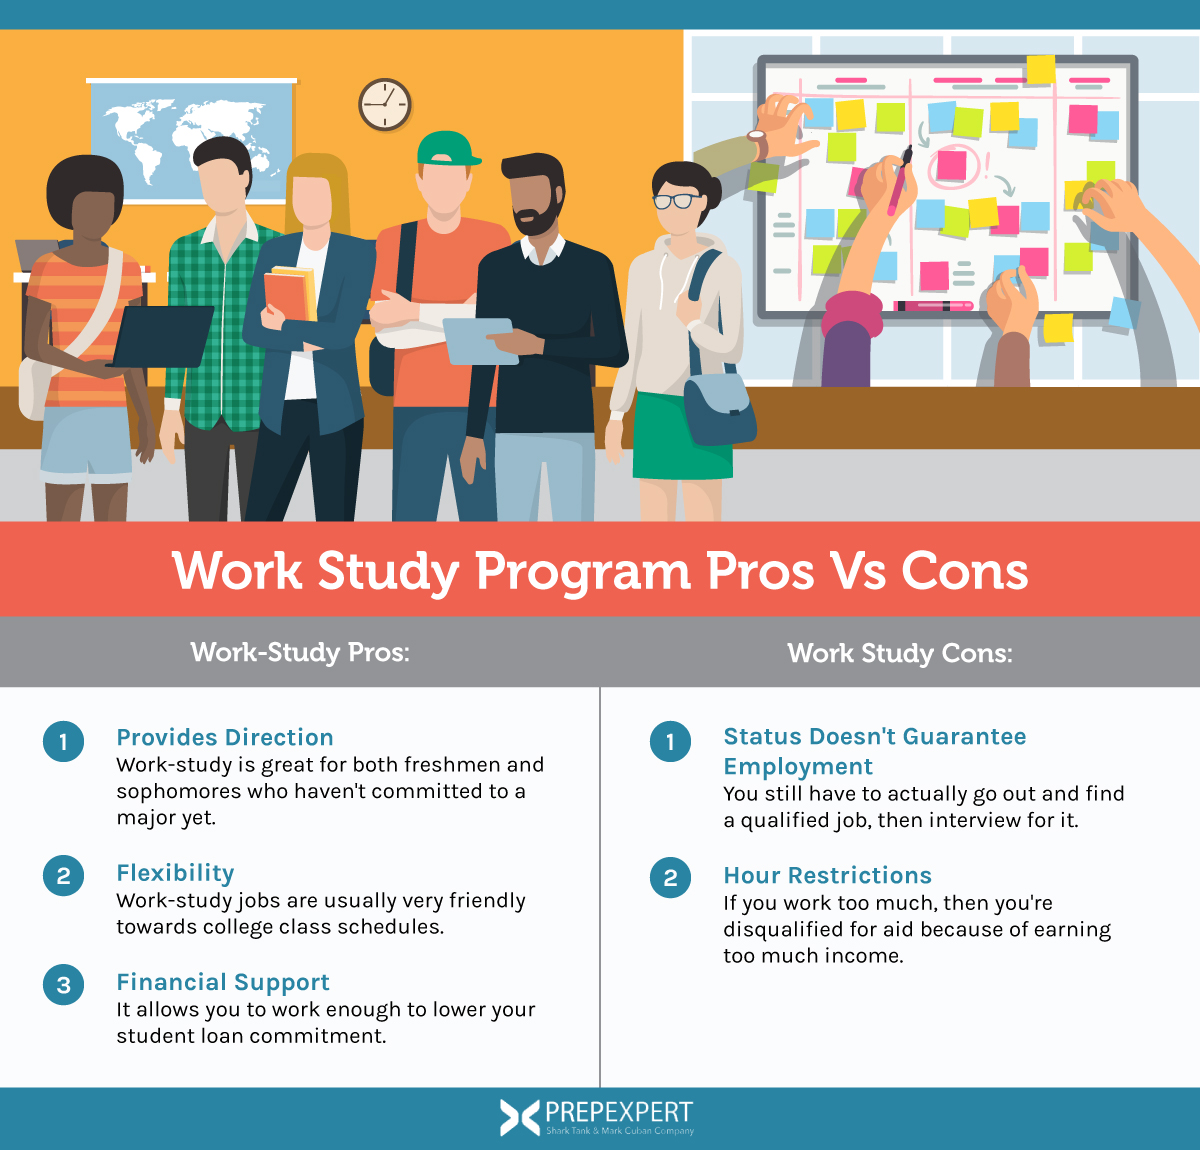 Work Study Program Pros Vs Cons
Work-Study Pros:
1
Provides Direction
Work-study is great for both freshmen and
sophomores who haven't committed to a
major yet.
2
Flexibility
Work-study jobs are usually very friendly
towards college class schedules.
3
Financial Support
It allows you to work enough to lower your
student loan commitment.
Work Study Cons:
1
Status Doesn't Guarantee
Employment
You still have to actually go out and find
a qualified job, then interview for it.
2
Hour Restrictions
If you work too much, then you're
disqualified for aid because of earning
too much income.
PREPEXPERT
Shark Tank & Mark Cuban Company